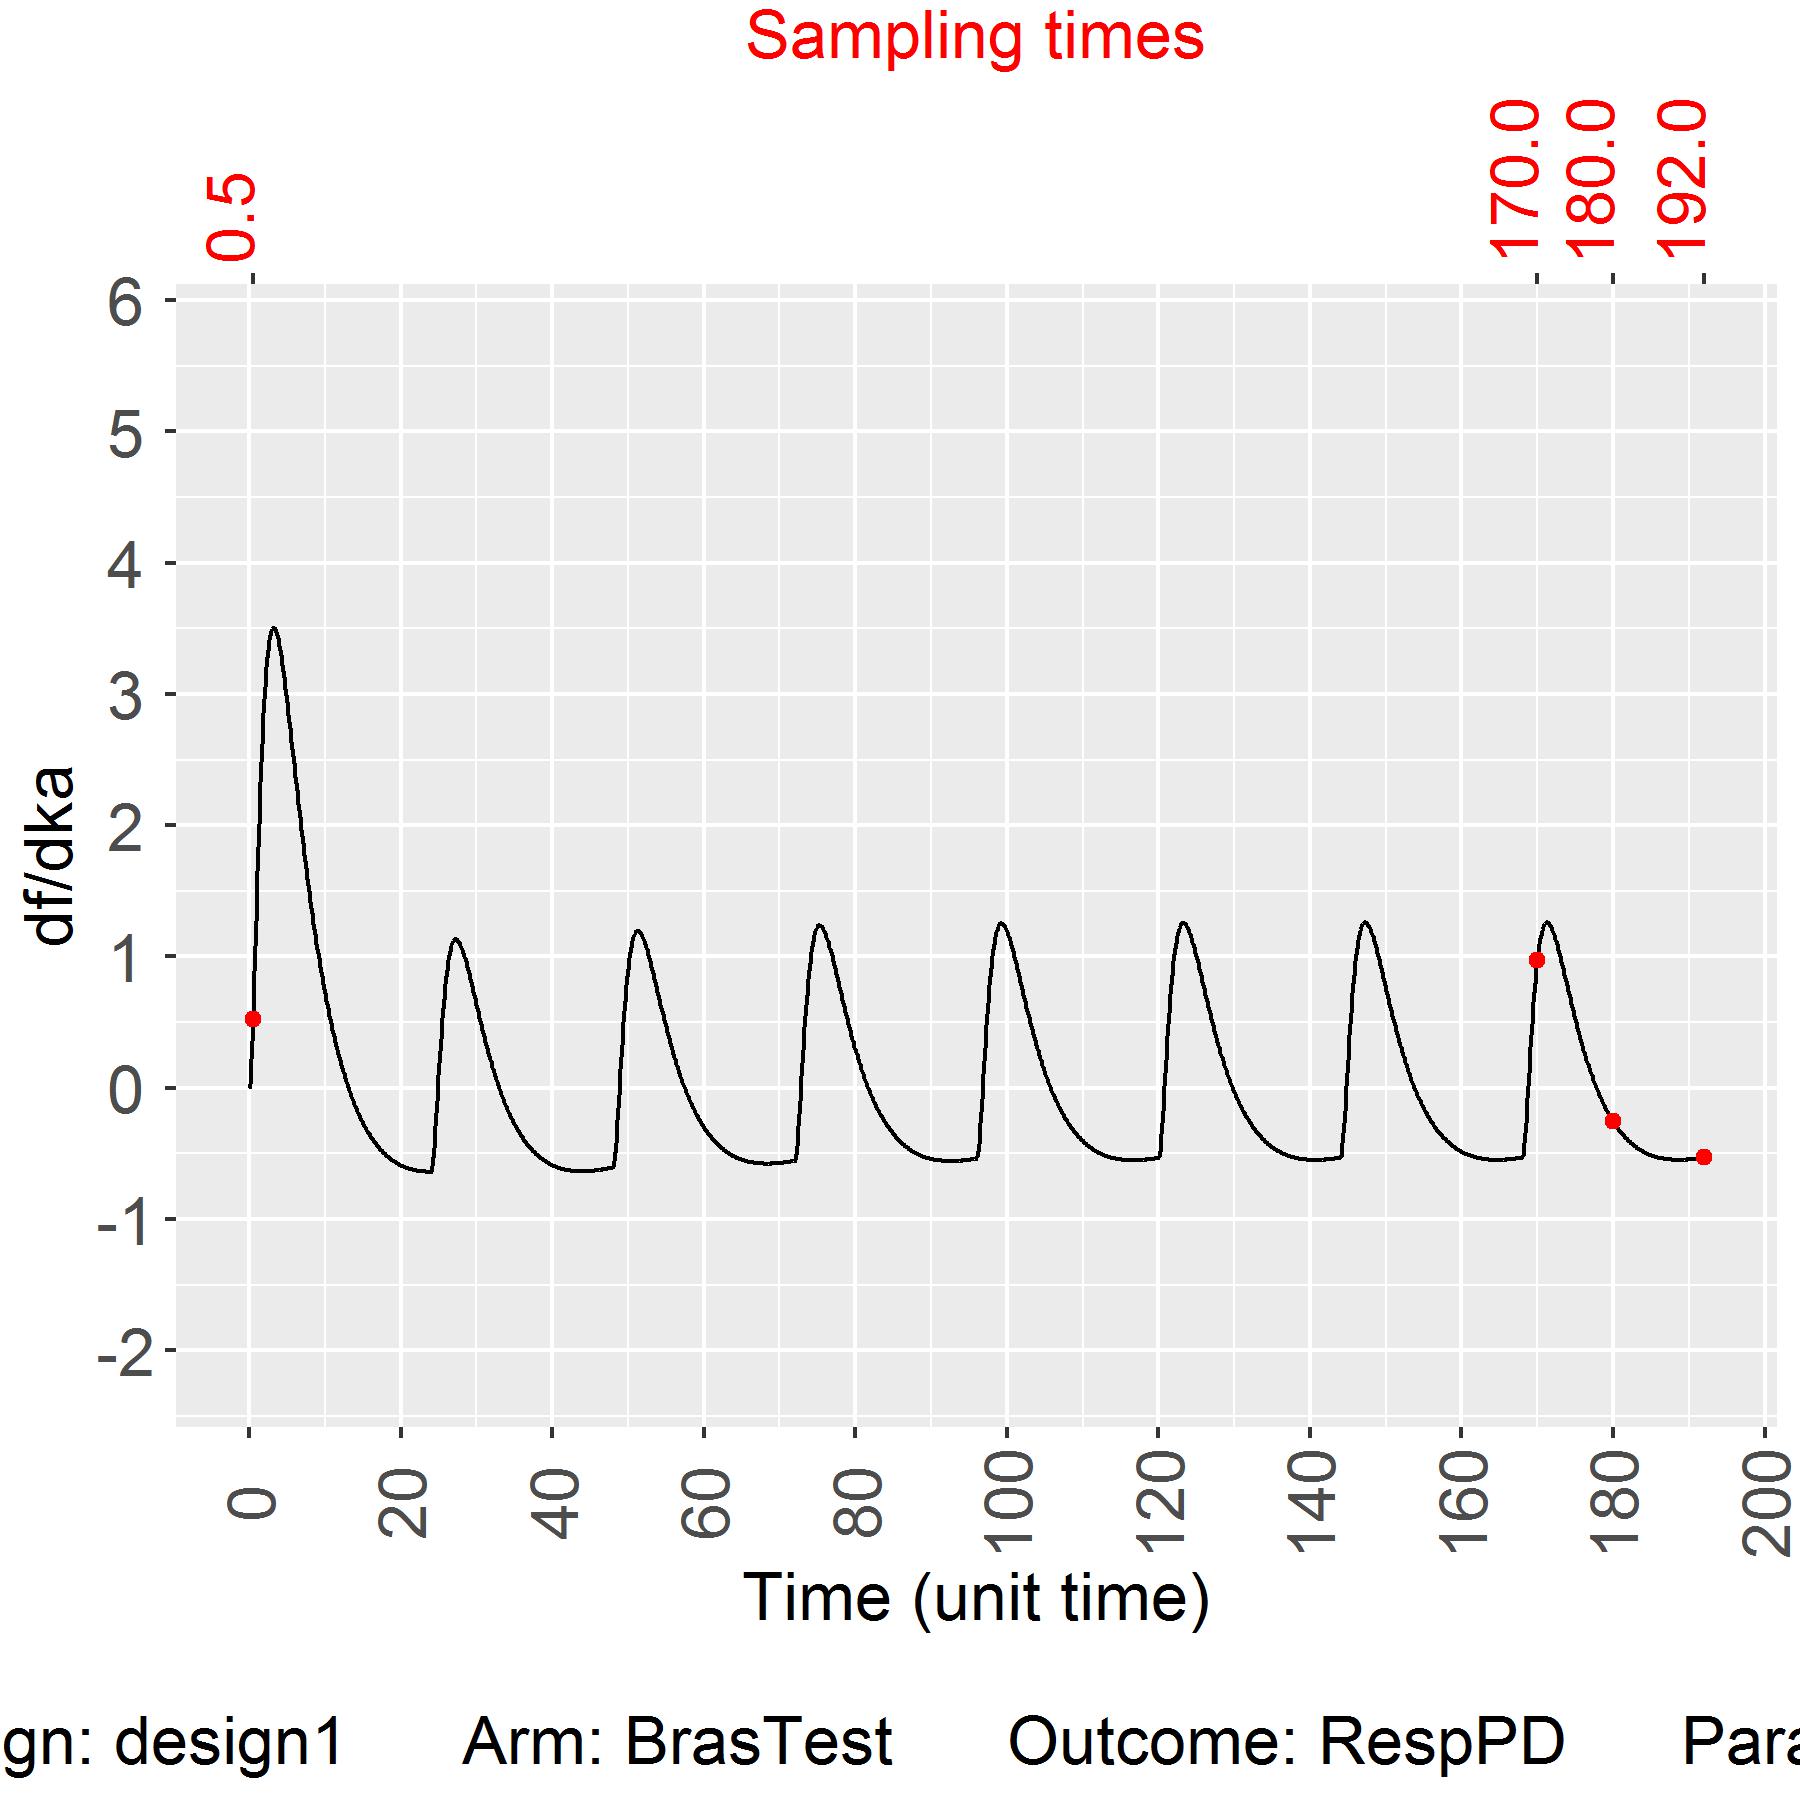 Sampling times
0.5 170.0 180.0 192.0
6
5
4
3
2
1
0
-1
-2
df/dka
0 20 40 60 80 100 120 140 160 180 200
Time (unit time)
gn: design1 Arm: BrasTest Outcome: RespPD Para